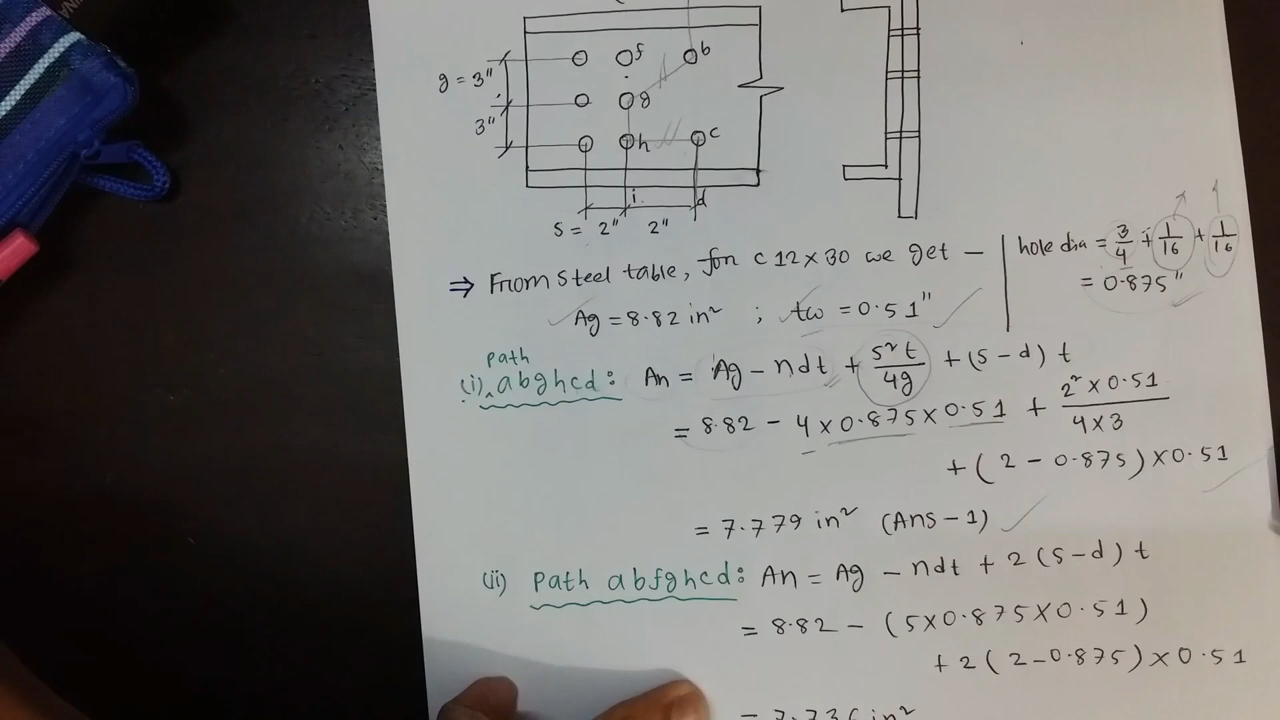 f
b
g = 3"
g
3"
h
c
i
d
S = 2" 2"
⇒ From steel table, for C 12 × 30 we get —
Ag = 8.82 in² ; tw = 0.51"
hole dia = 3/4 + 1/16 + 1/16
= 0.875"
path
(i) ^ abghcd: An = Ag − ndt + s²t/4g + (s − d) t
= 8.82 − 4 × 0.875 × 0.51 + 2² × 0.51/4 × 3
+ (2 − 0.875) × 0.51
= 7.779 in² (Ans − 1)
(ii) Path abfghcd: An = Ag − ndt + 2 (s − d) t
= 8.82 − (5 × 0.875 × 0.51)
+ 2 (2 − 0.875) × 0.51
= 7.736 in²